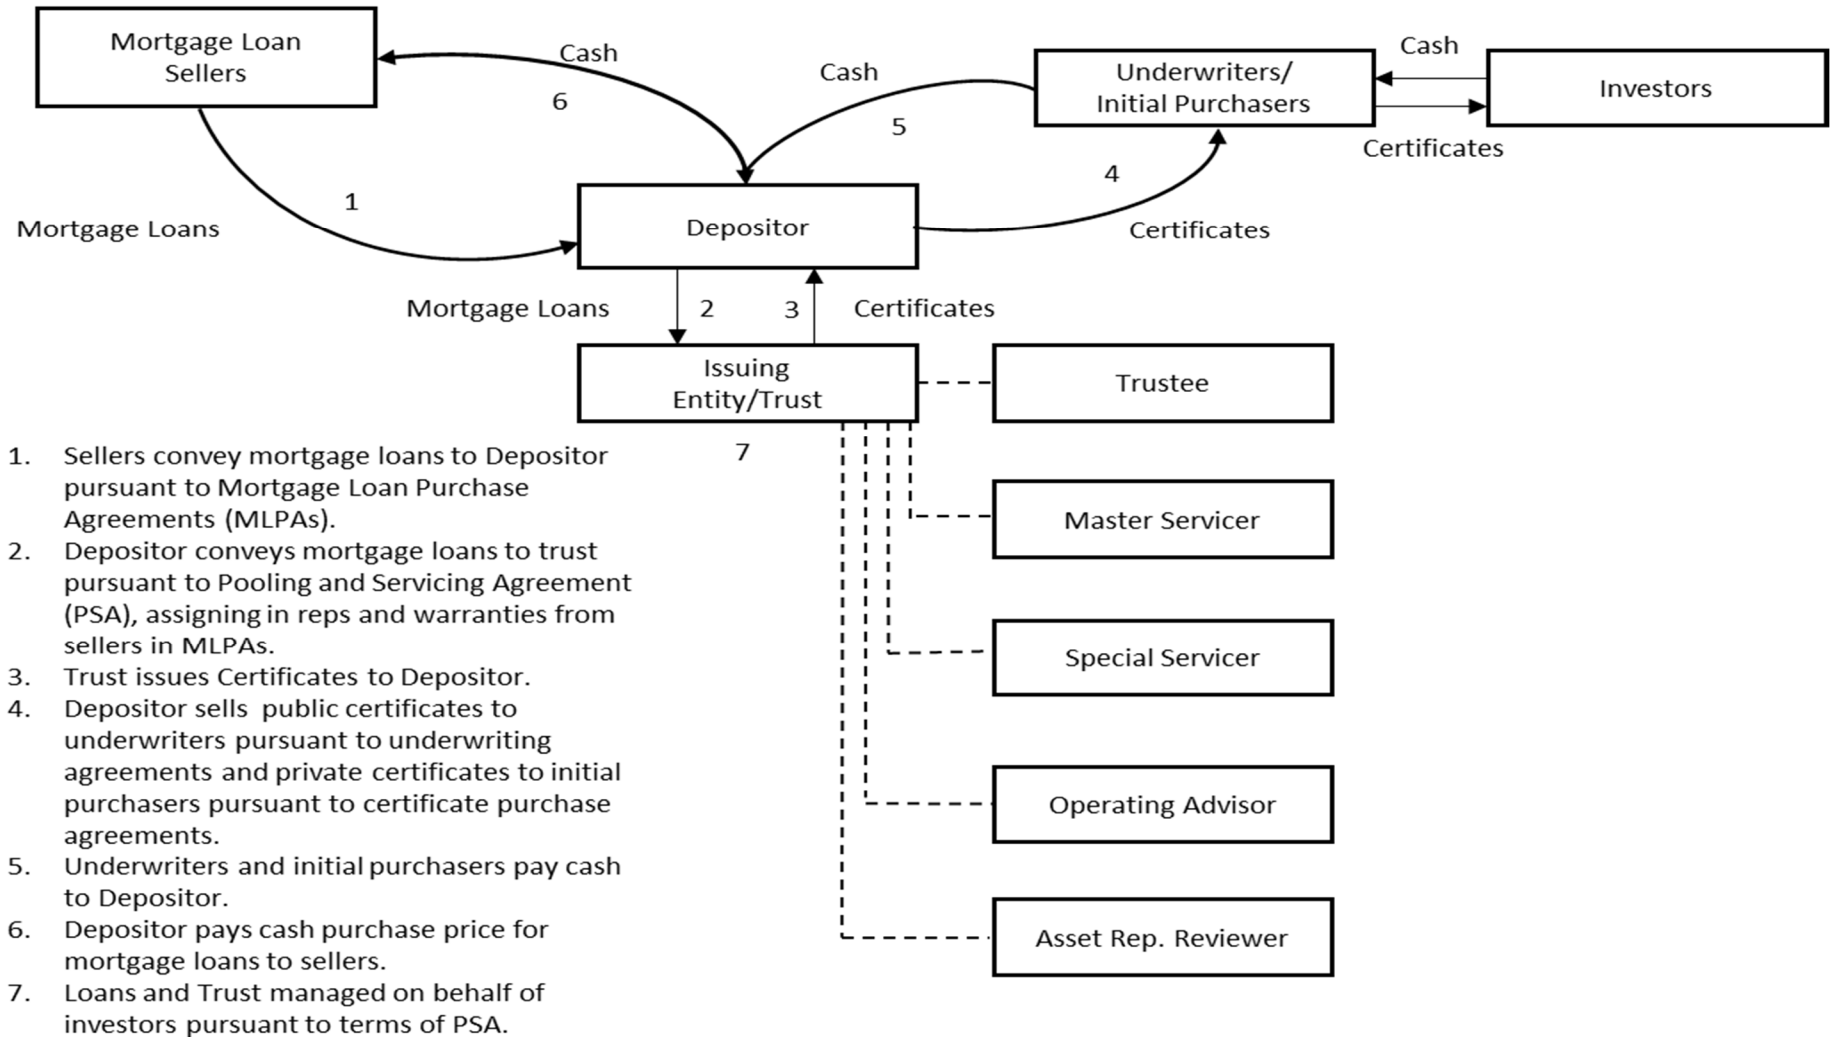 Mortgage Loan
Sellers
Cash
6
Cash
5
Underwriters/
Initial Purchasers
Cash
Investors
Certificates
4
Certificates
1
Mortgage Loans
Depositor
Mortgage Loans
2
3
Certificates
Issuing
Entity/Trust
7
Trustee
Master Servicer
Special Servicer
Operating Advisor
Asset Rep. Reviewer
1. Sellers convey mortgage loans to Depositor
pursuant to Mortgage Loan Purchase
Agreements (MLPAs).
2. Depositor conveys mortgage loans to trust
pursuant to Pooling and Servicing Agreement
(PSA), assigning in reps and warranties from
sellers in MLPAs.
3. Trust issues Certificates to Depositor.
4. Depositor sells public certificates to
underwriters pursuant to underwriting
agreements and private certificates to initial
purchasers pursuant to certificate purchase
agreements.
5. Underwriters and initial purchasers pay cash
to Depositor.
6. Depositor pays cash purchase price for
mortgage loans to sellers.
7. Loans and Trust managed on behalf of
investors pursuant to terms of PSA.